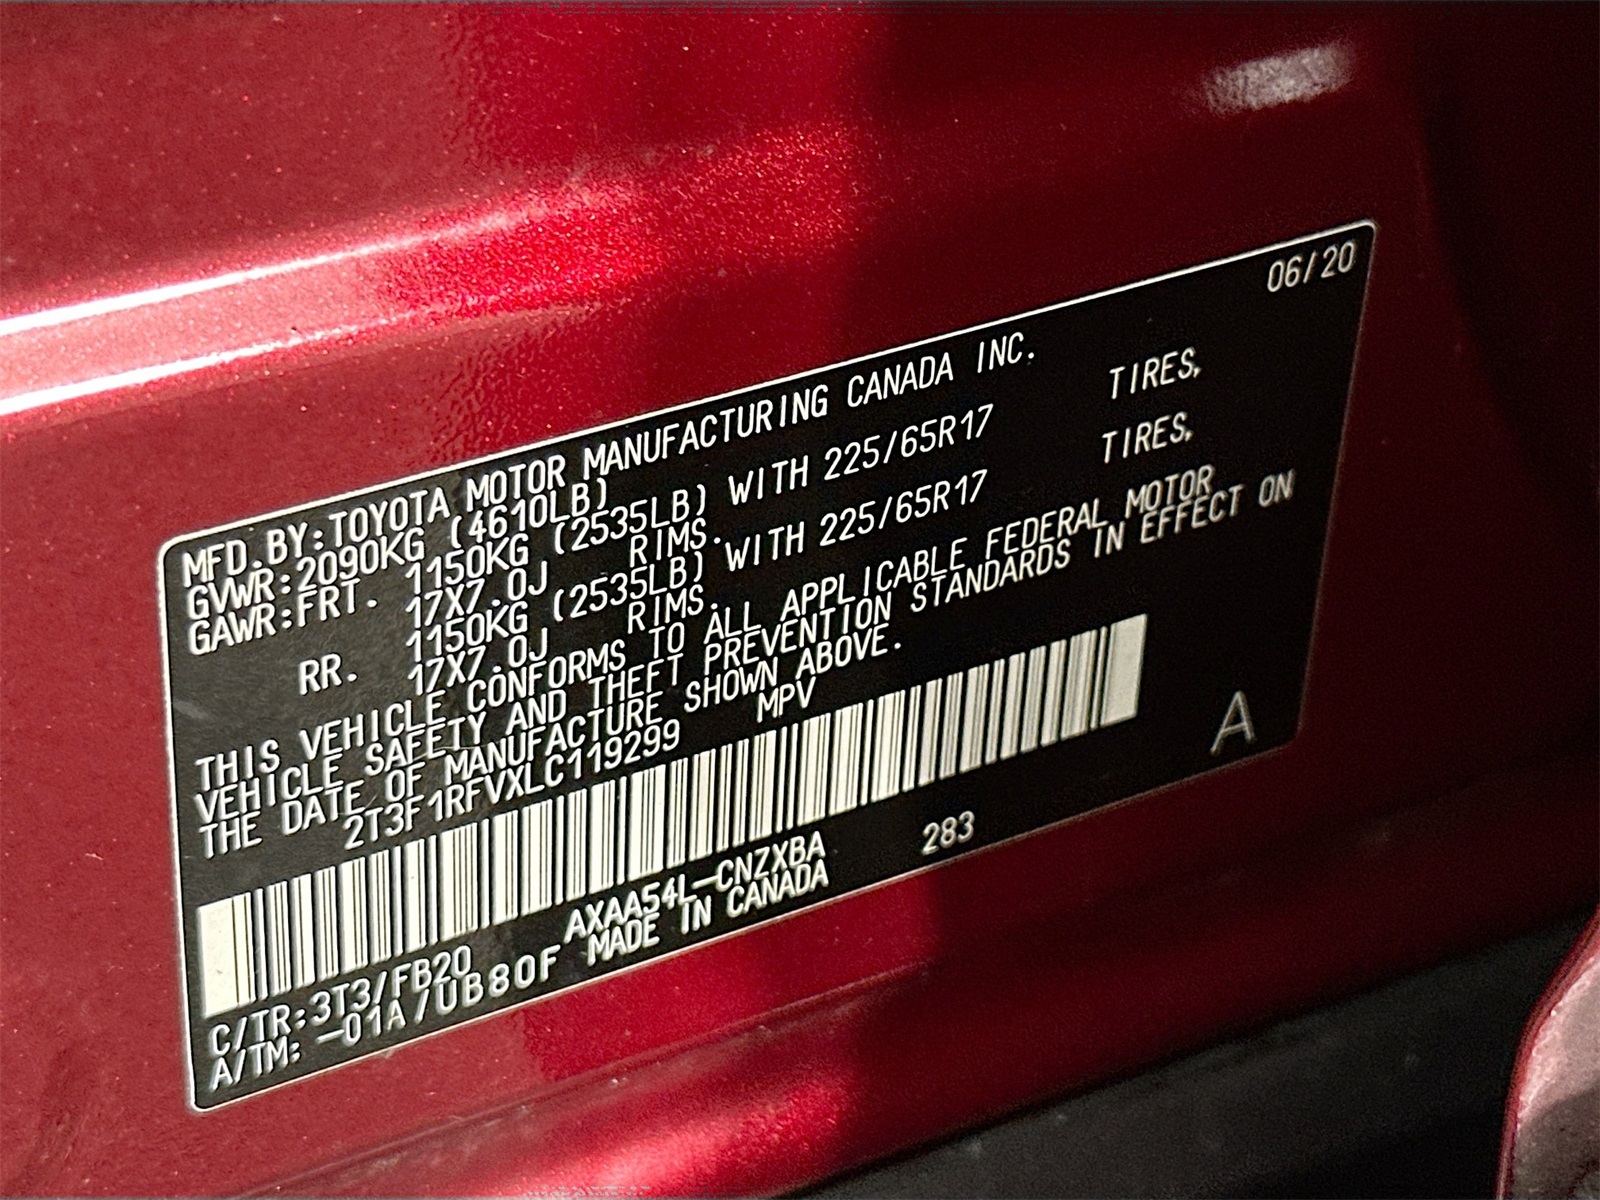 06/20
MFD.BY:TOYOTA MOTOR MANUFACTURING CANADA INC.
GVWR:2090KG (4610LB)
GAWR:FRT. 1150KG (2535LB) WITH 225/65R17 TIRES,
17X7.0J RIMS.
RR. 1150KG (2535LB) WITH 225/65R17 TIRES,
17X7.0J RIMS.
THIS VEHICLE CONFORMS TO ALL APPLICABLE FEDERAL MOTOR
VEHICLE SAFETY AND THEFT PREVENTION STANDARDS IN EFFECT ON
THE DATE OF MANUFACTURE SHOWN ABOVE.
2T3F1RFVXLC119299 MPV
A
C/TR:3T3/FB20 AXAA54L-CNZXBA 283
A/TM: -01A/UB80F MADE IN CANADA